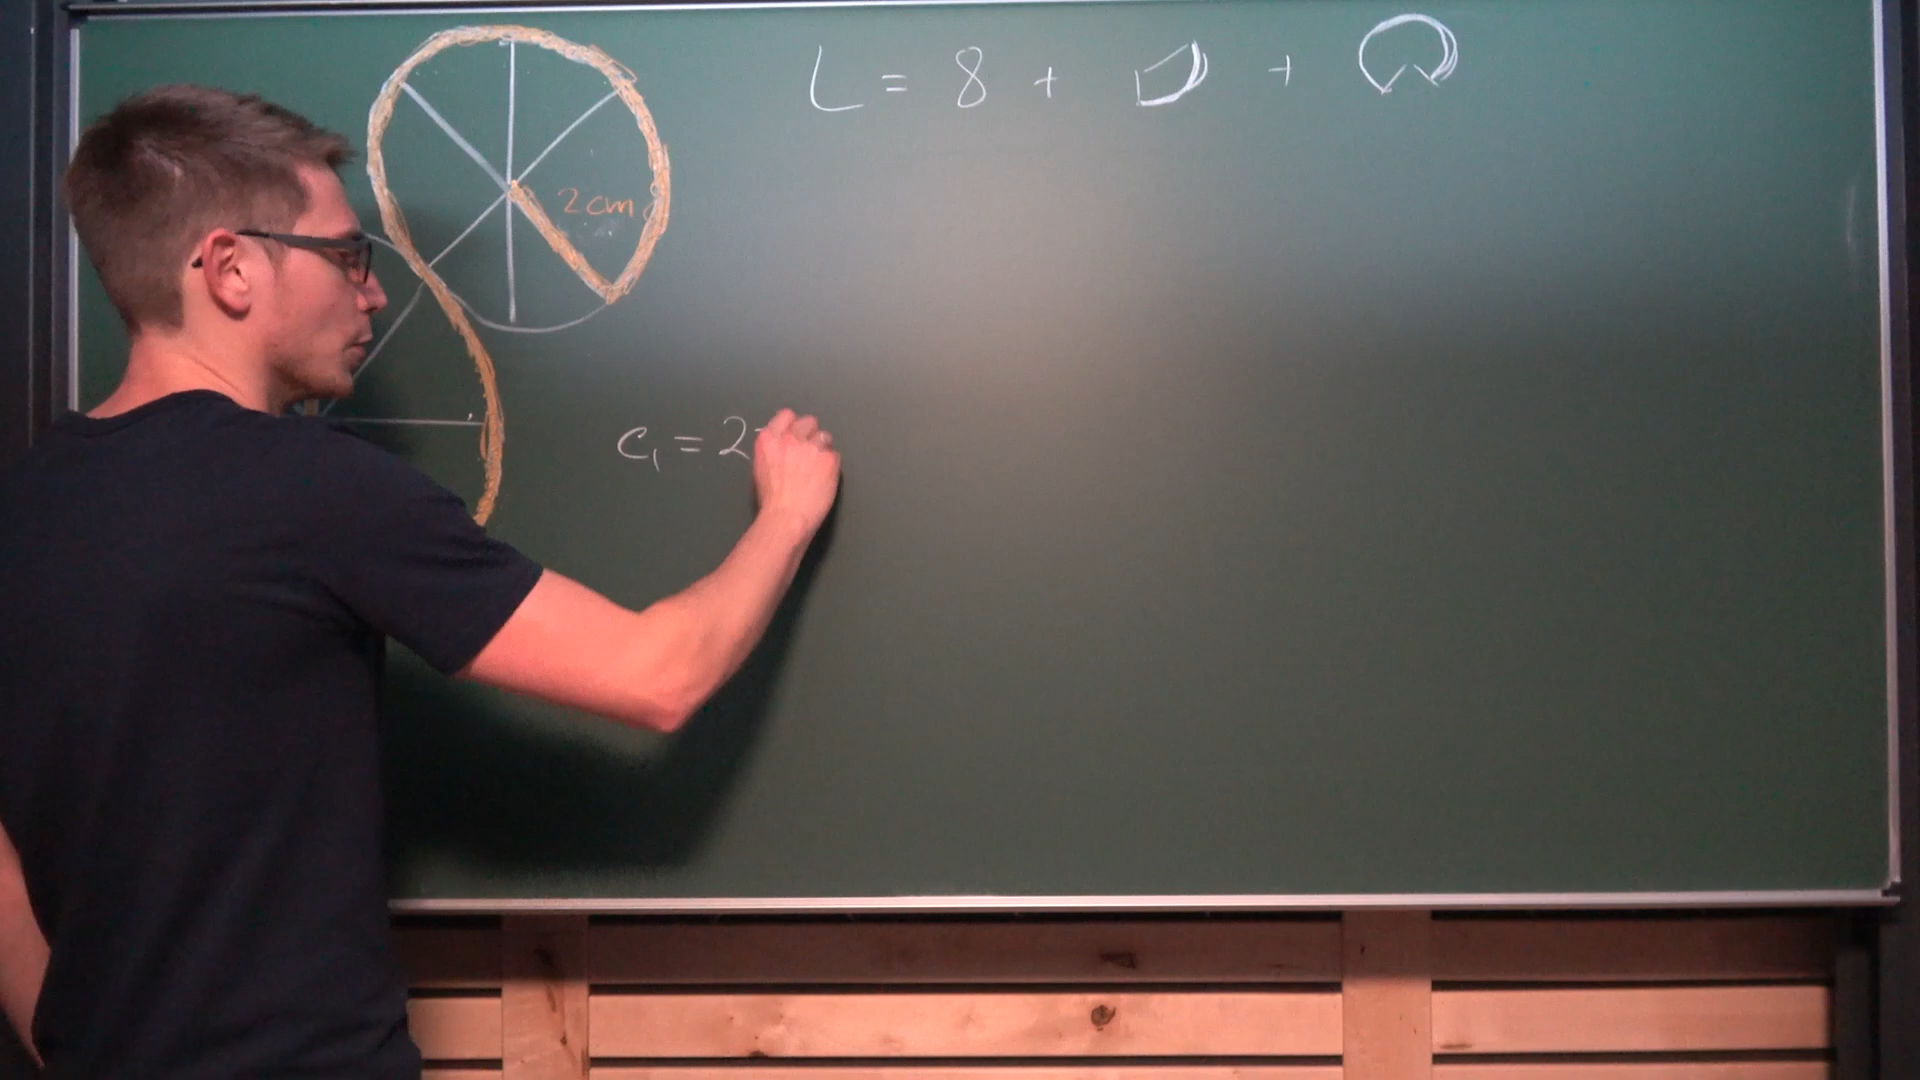 L = 8 + +
2cm
c₁ = 2